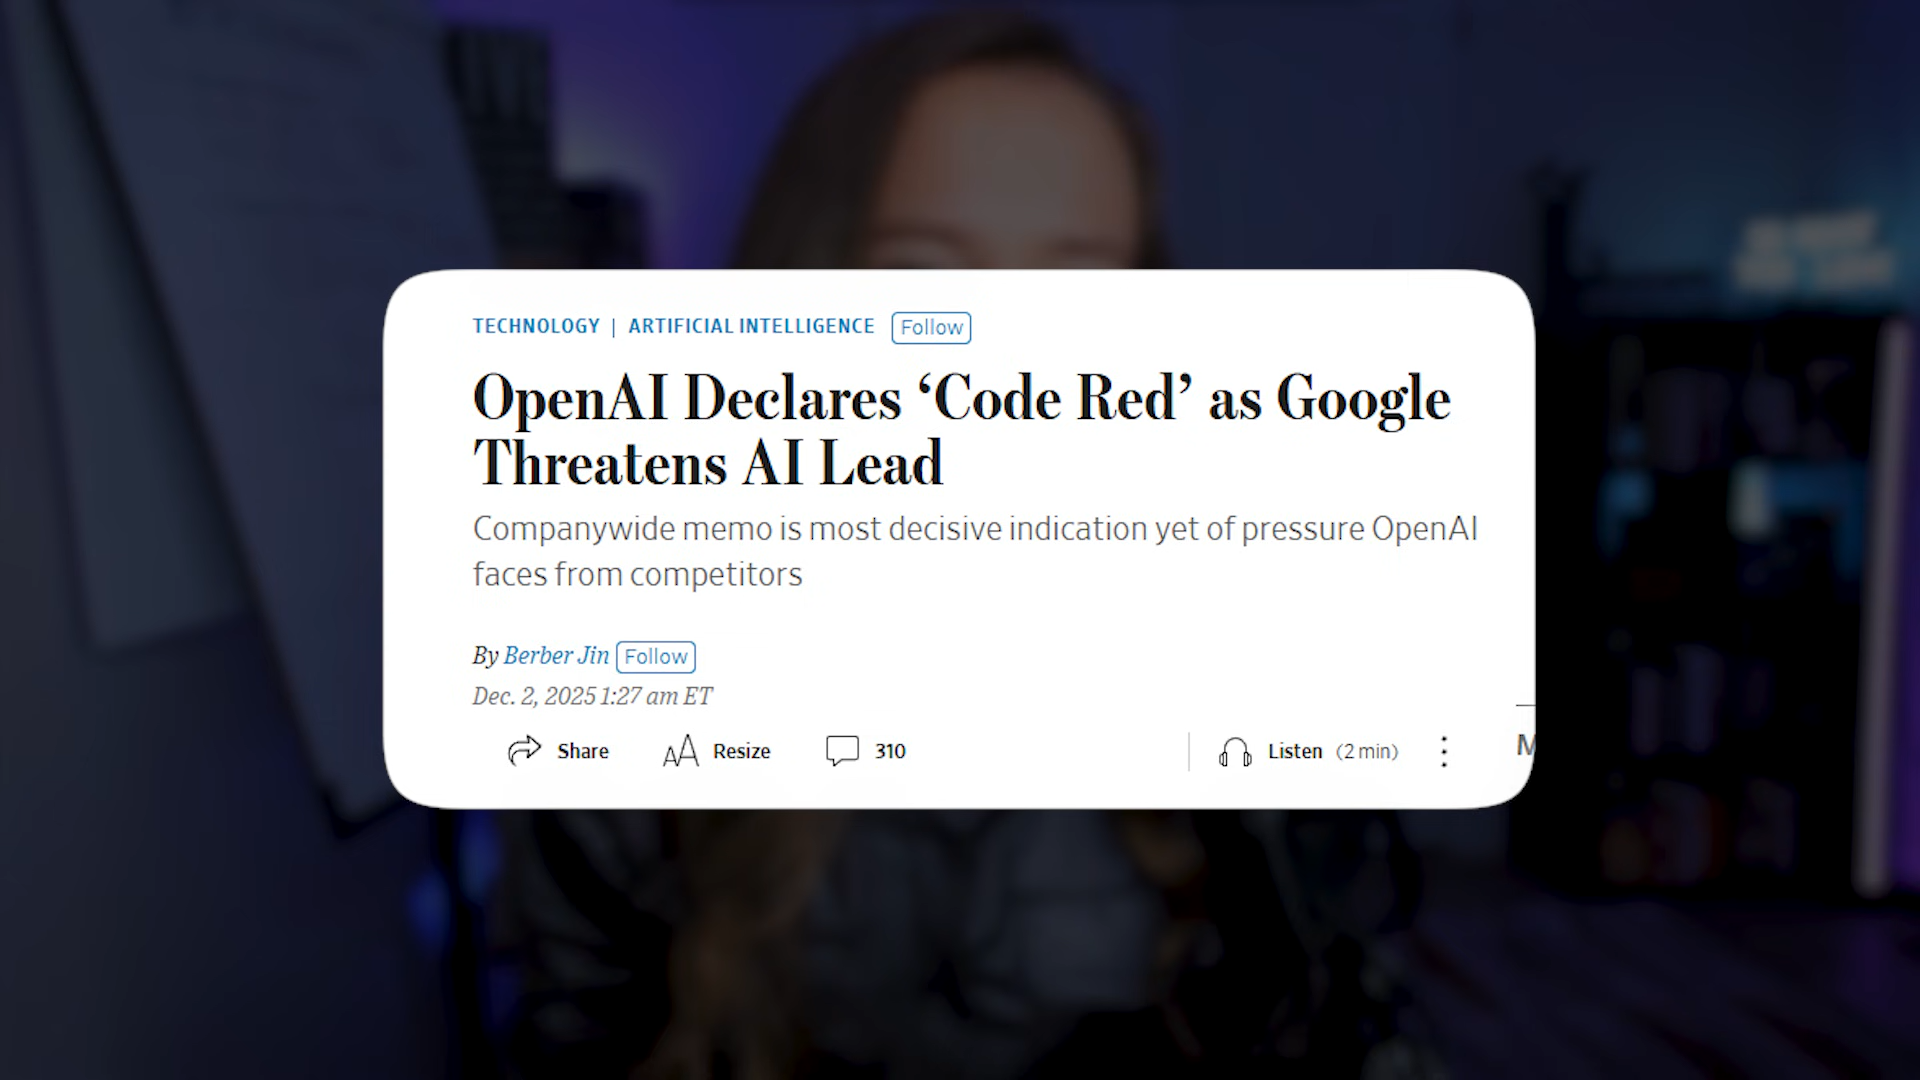 TECHNOLOGY | ARTIFICIAL INTELLIGENCE Follow
OpenAI Declares ‘Code Red’ as Google
Threatens AI Lead
Companywide memo is most decisive indication yet of pressure OpenAI
faces from competitors
By Berber Jin Follow
Dec. 2, 2025 1:27 am ET
Share Resize 310 Listen (2 min)